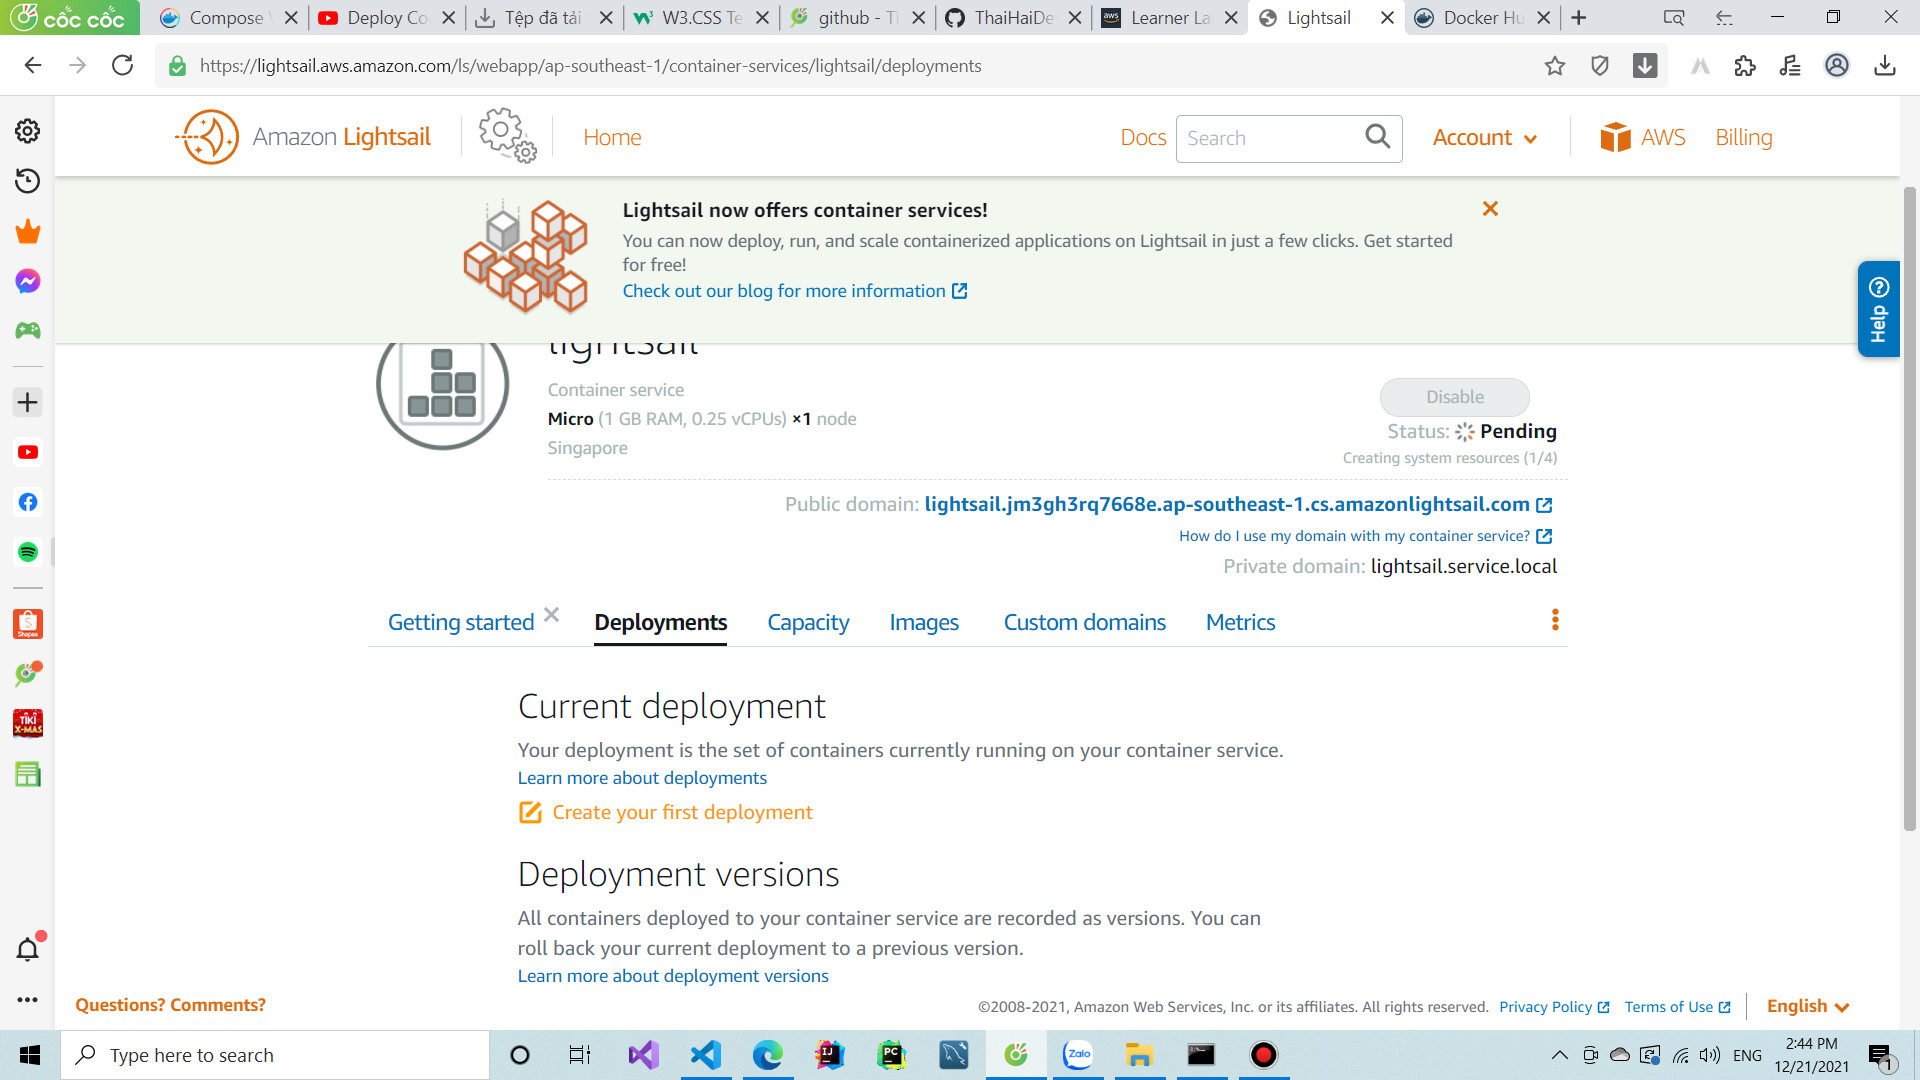 cốc cốc
Compose
Deploy Co
Tệp đã tải
W3.CSS Te
github - Ti
ThaiHaiDe
aws
Learner La
Lightsail
Docker Hu
https://lightsail.aws.amazon.com/ls/webapp/ap-southeast-1/container-services/lightsail/deployments
Amazon Lightsail
Home
Docs
Search
Account
AWS
Billing
Lightsail now offers container services!
You can now deploy, run, and scale containerized applications on Lightsail in just a few clicks. Get started
for free!
Check out our blog for more information
Help
lightsail
Container service
Micro (1 GB RAM, 0.25 vCPUs) ×1 node
Singapore
Disable
Status: Pending
Creating system resources (1/4)
Public domain: lightsail.jm3gh3rq7668e.ap-southeast-1.cs.amazonlightsail.com
How do I use my domain with my container service?
Private domain: lightsail.service.local
Getting started
Deployments
Capacity
Images
Custom domains
Metrics
Current deployment
Your deployment is the set of containers currently running on your container service.
Learn more about deployments
Create your first deployment
Deployment versions
All containers deployed to your container service are recorded as versions. You can
roll back your current deployment to a previous version.
Learn more about deployment versions
Shopee
TIKI
X-MAS
Questions? Comments?
©2008-2021, Amazon Web Services, Inc. or its affiliates. All rights reserved.
Privacy Policy
Terms of Use
English
Type here to search
IJ
PC
Zalo
ENG
2:44 PM
12/21/2021
1